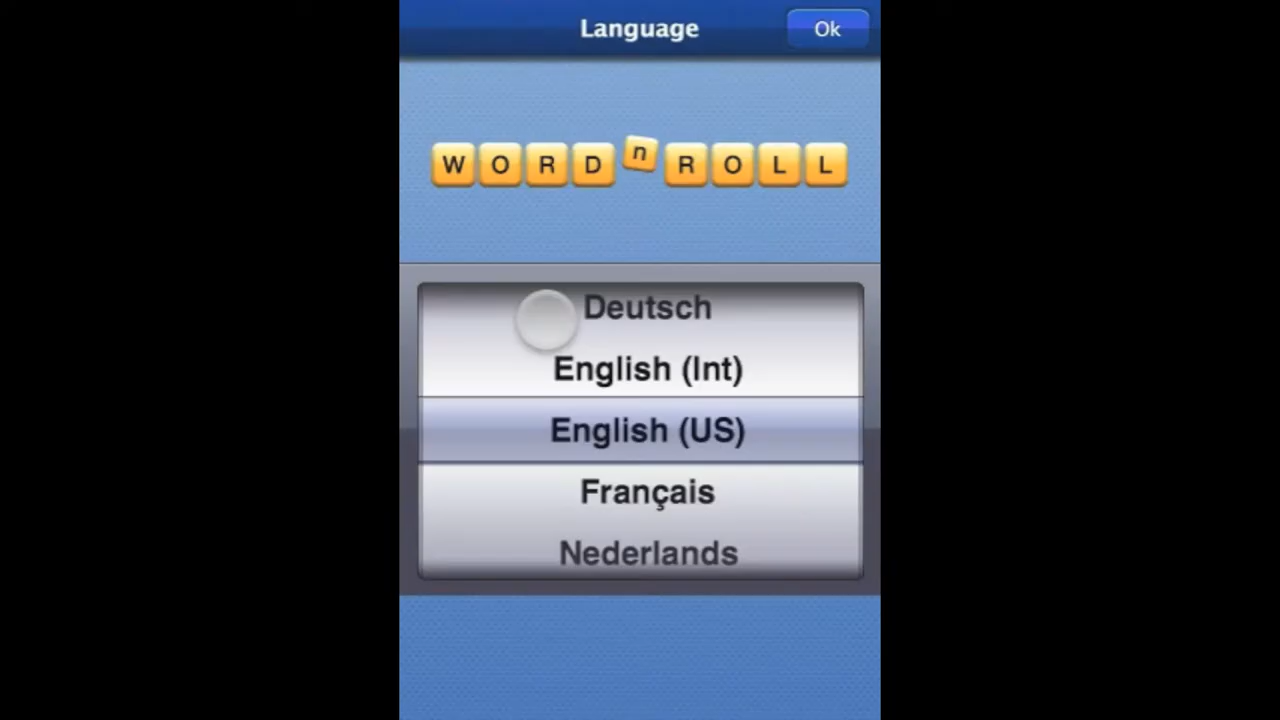 Language
Ok
WORD n ROLL
Deutsch
English (Int)
English (US)
Français
Nederlands